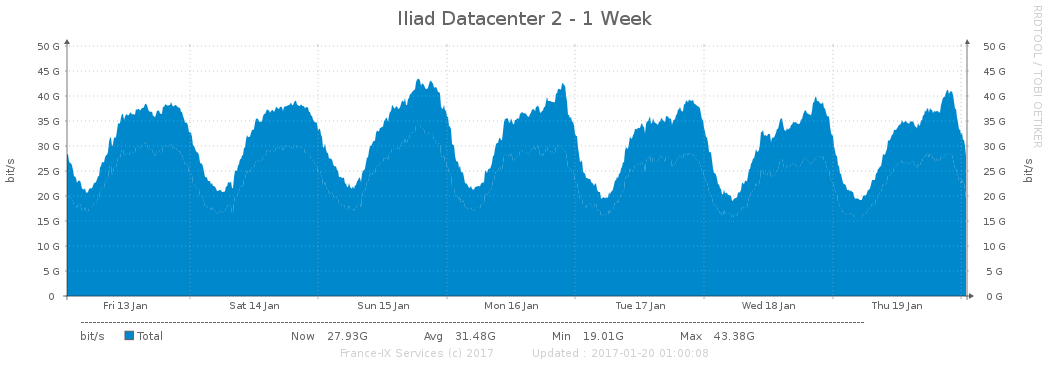 Iliad Datacenter 2 - 1 Week
RRDTOOL / TOBI OETIKER
bit/s
50 G 50 G
45 G 45 G
40 G 40 G
35 G 35 G
30 G 30 G
25 G 25 G
20 G 20 G
15 G 15 G
10 G 10 G
5 G 5 G
0 0 G
bit/s
Fri 13 Jan Sat 14 Jan Sun 15 Jan Mon 16 Jan Tue 17 Jan Wed 18 Jan Thu 19 Jan
bit/s Total Now 27.93G Avg 31.48G Min 19.01G Max 43.38G
France-IX Services (c) 2017 Updated : 2017-01-20 01:00:08